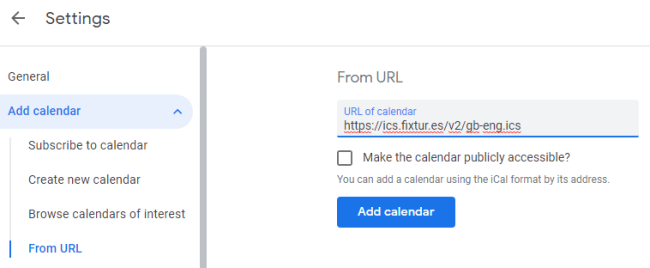 Settings
General
Add calendar
Subscribe to calendar
Create new calendar
Browse calendars of interest
From URL
From URL
URL of calendar
https://ics.fixtur.es/v2/gb-eng.ics
Make the calendar publicly accessible?
You can add a calendar using the iCal format by its address.
Add calendar